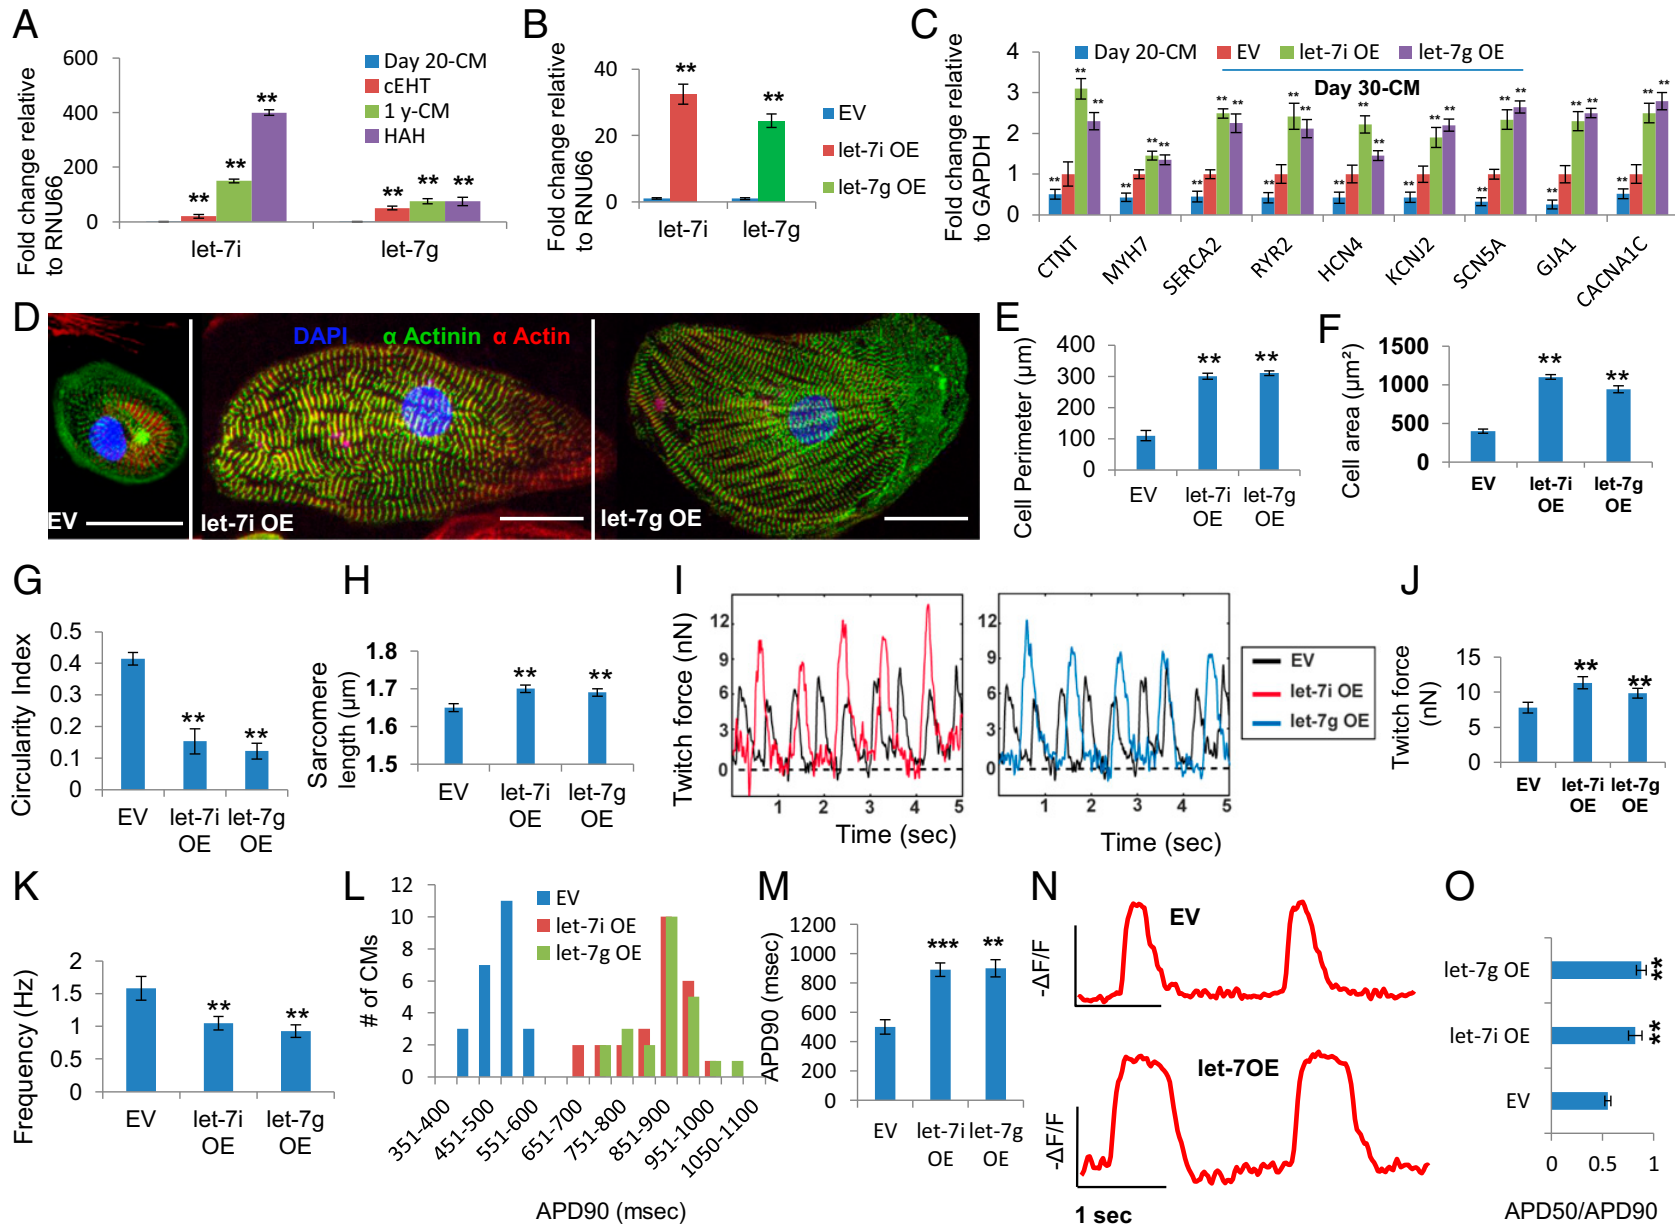 A
Fold change relative
to RNU66
600
400
200
0
Day 20-CM
cEHT
1 y-CM
HAH
**
**
**
**
**
**
let-7i
let-7g
B
Fold change relative
to RNU66
40
20
0
**
**
EV
let-7i OE
let-7g OE
let-7i
let-7g
C
Fold change relative
to GAPDH
4
3
2
1
0
Day 20-CM
EV
let-7i OE
let-7g OE
Day 30-CM
** ** **
** ** **
** ** **
** ** **
** ** **
** ** **
** ** **
** ** **
** ** **
CTNT
MYH7
SERCA2
RYR2
HCN4
KCNJ2
SCN5A
GJA1
CACNA1C
D
DAPI
α Actinin
α Actin
EV
let-7i OE
let-7g OE
E
Cell Perimeter (μm)
400
300
200
100
0
**
**
EV
let-7i
OE
let-7g
OE
F
Cell area (μm²)
1500
1000
500
0
**
**
EV
let-7i
OE
let-7g
OE
G
Circularity Index
0.5
0.4
0.3
0.2
0.1
0
**
**
EV
let-7i
OE
let-7g
OE
H
Sarcomere
length (μm)
1.8
1.7
1.6
1.5
**
**
EV
let-7i
OE
let-7g
OE
I
Twitch force (nN)
12
9
6
3
0
1 2 3 4 5
Time (sec)
12
9
6
3
0
1 2 3 4 5
Time (sec)
EV
let-7i OE
let-7g OE
J
Twitch force
(nN)
15
10
5
0
**
**
EV
let-7i
OE
let-7g
OE
K
Frequency (Hz)
2
1.5
1
0.5
0
**
**
EV
let-7i
OE
let-7g
OE
L
# of CMs
12
10
8
6
4
2
0
EV
let-7i OE
let-7g OE
351-400
451-500
551-600
651-700
751-800
851-900
951-1000
1050-1100
APD90 (msec)
M
APD90 (msec)
1200
1000
800
600
400
200
0
***
**
EV
let-7i
OE
let-7g
OE
N
-ΔF/F
EV
-ΔF/F
let-7OE
1 sec
O
let-7g OE
**
let-7i OE
**
EV
0 0.5 1
APD50/APD90